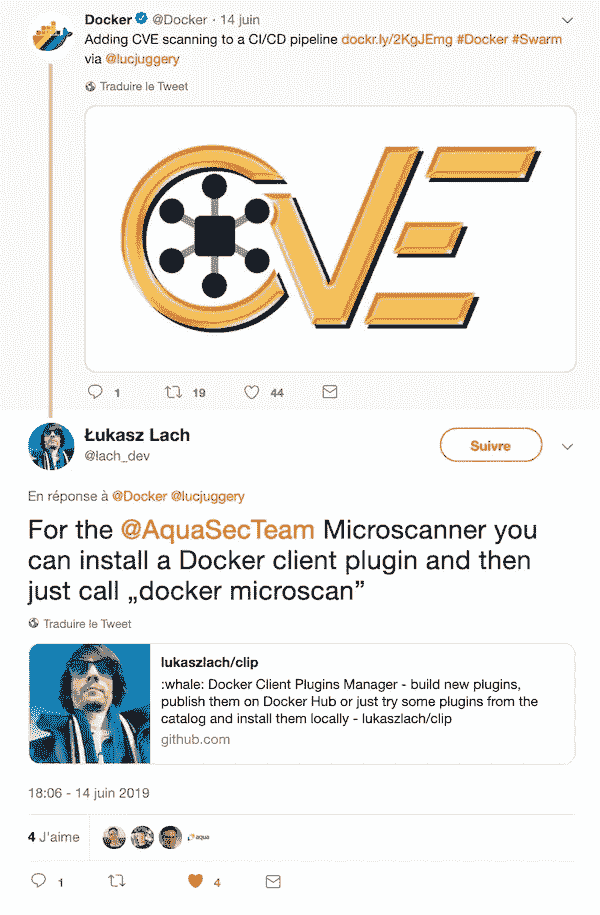 Docker @Docker · 14 juin
Adding CVE scanning to a CI/CD pipeline dockr.ly/2KgJEmg #Docker #Swarm
via @lucjuggery
Traduire le Tweet
CVE
1 19 44
Łukasz Lach
@lach_dev
Suivre
En réponse à @Docker @lucjuggery
For the @AquaSecTeam Microscanner you
can install a Docker client plugin and then
just call „docker microscan”
Traduire le Tweet
lukaszlach/clip
:whale: Docker Client Plugins Manager - build new plugins,
publish them on Docker Hub or just try some plugins from the
catalog and install them locally - lukaszlach/clip
github.com
18:06 - 14 juin 2019
4 J'aime
aqua
1 4